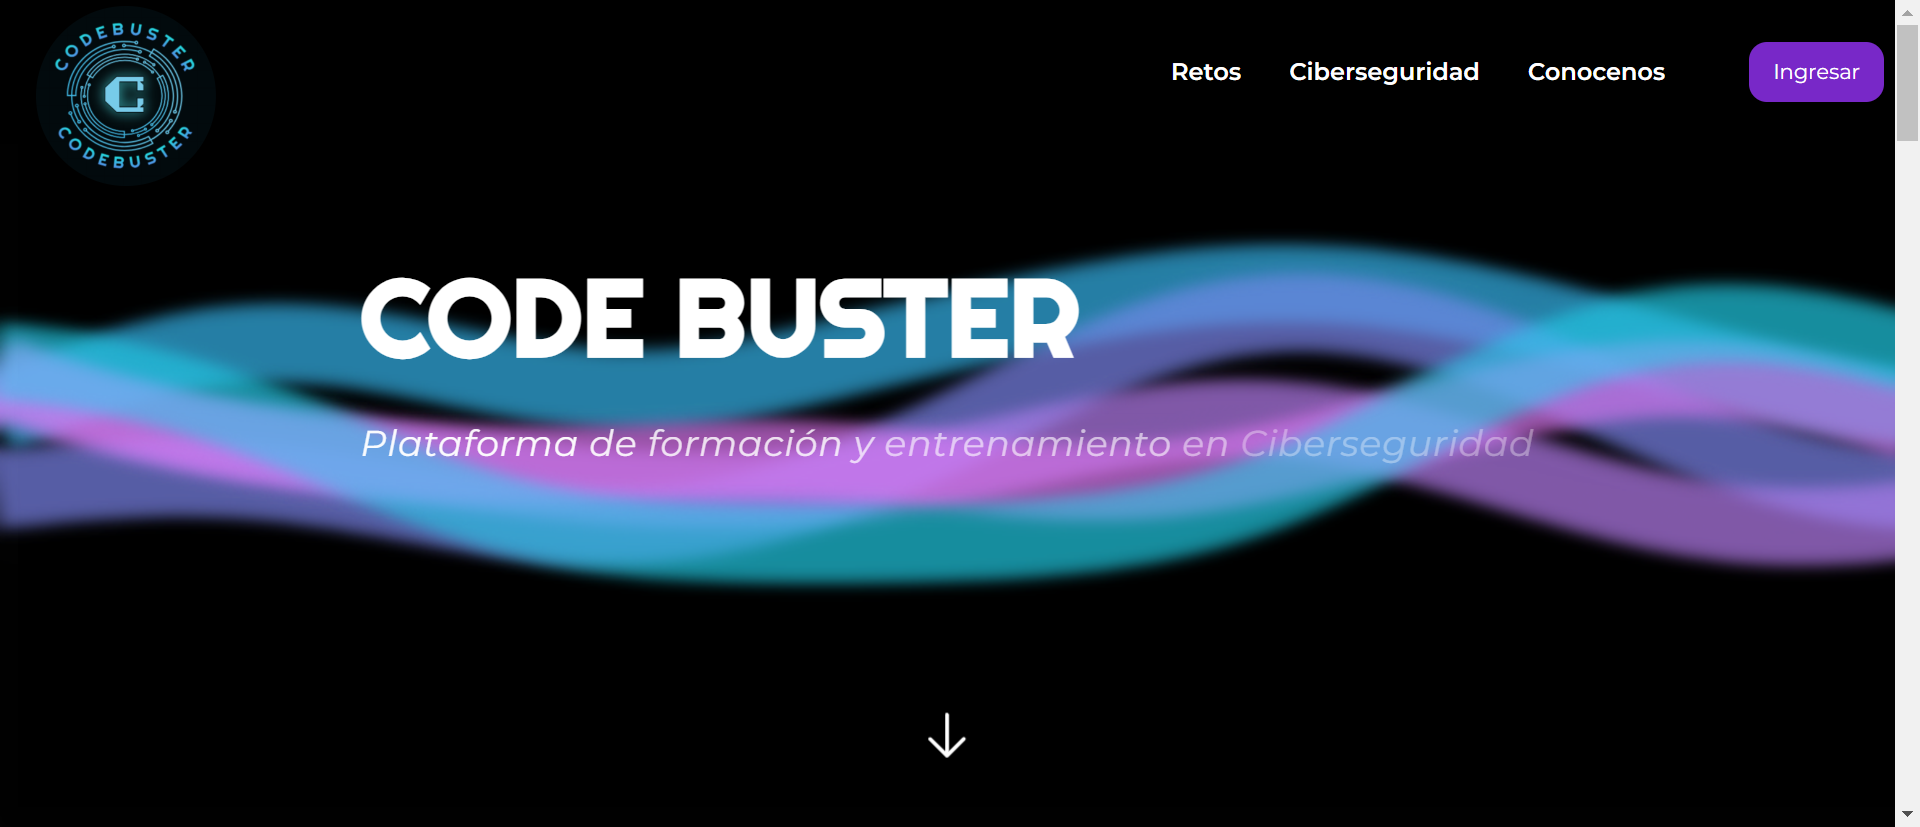 CODEBUSTER
C
CODEBUSTER
Retos
Ciberseguridad
Conocenos
Ingresar
CODE BUSTER
Plataforma de formación y entrenamiento en Ciberseguridad